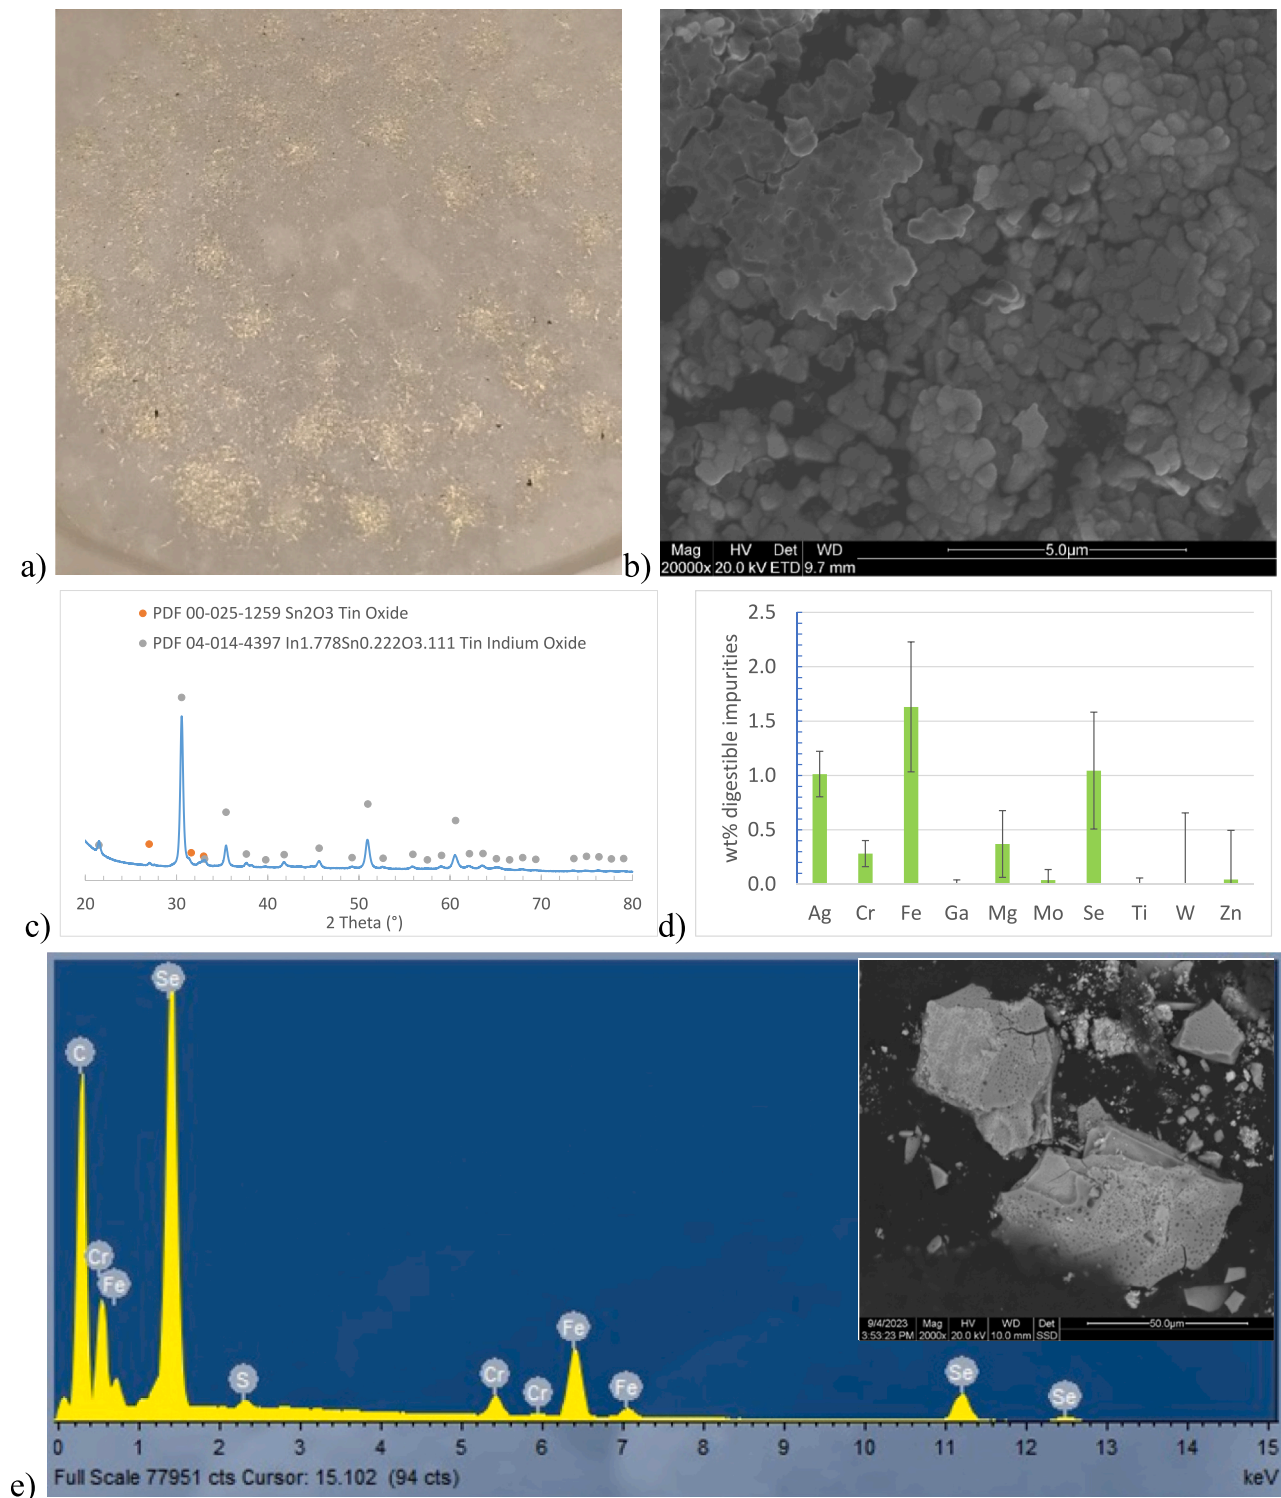 a)
b)
Mag HV Det WD 5.0µm
20000x 20.0 kV ETD 9.7 mm
PDF 00-025-1259 Sn2O3 Tin Oxide
PDF 04-014-4397 In1.778Sn0.222O3.111 Tin Indium Oxide
20 30 40 50 60 70 80
2 Theta (°)
c)
wt% digestible impurities
2.5
2.0
1.5
1.0
0.5
0.0
Ag Cr Fe Ga Mg Mo Se Ti W Zn
d)
Se
C
Cr
Fe
S
Cr
Cr
Fe
Fe
Se
Se
9/4/2023 Mag HV WD Det 50.0µm
3:53:23 PM 2000x 20.0 kV 10.0 mm SSD
0 1 2 3 4 5 6 7 8 9 10 11 12 13 14 15
Full Scale 77951 cts Cursor: 15.102 (94 cts) keV
e)